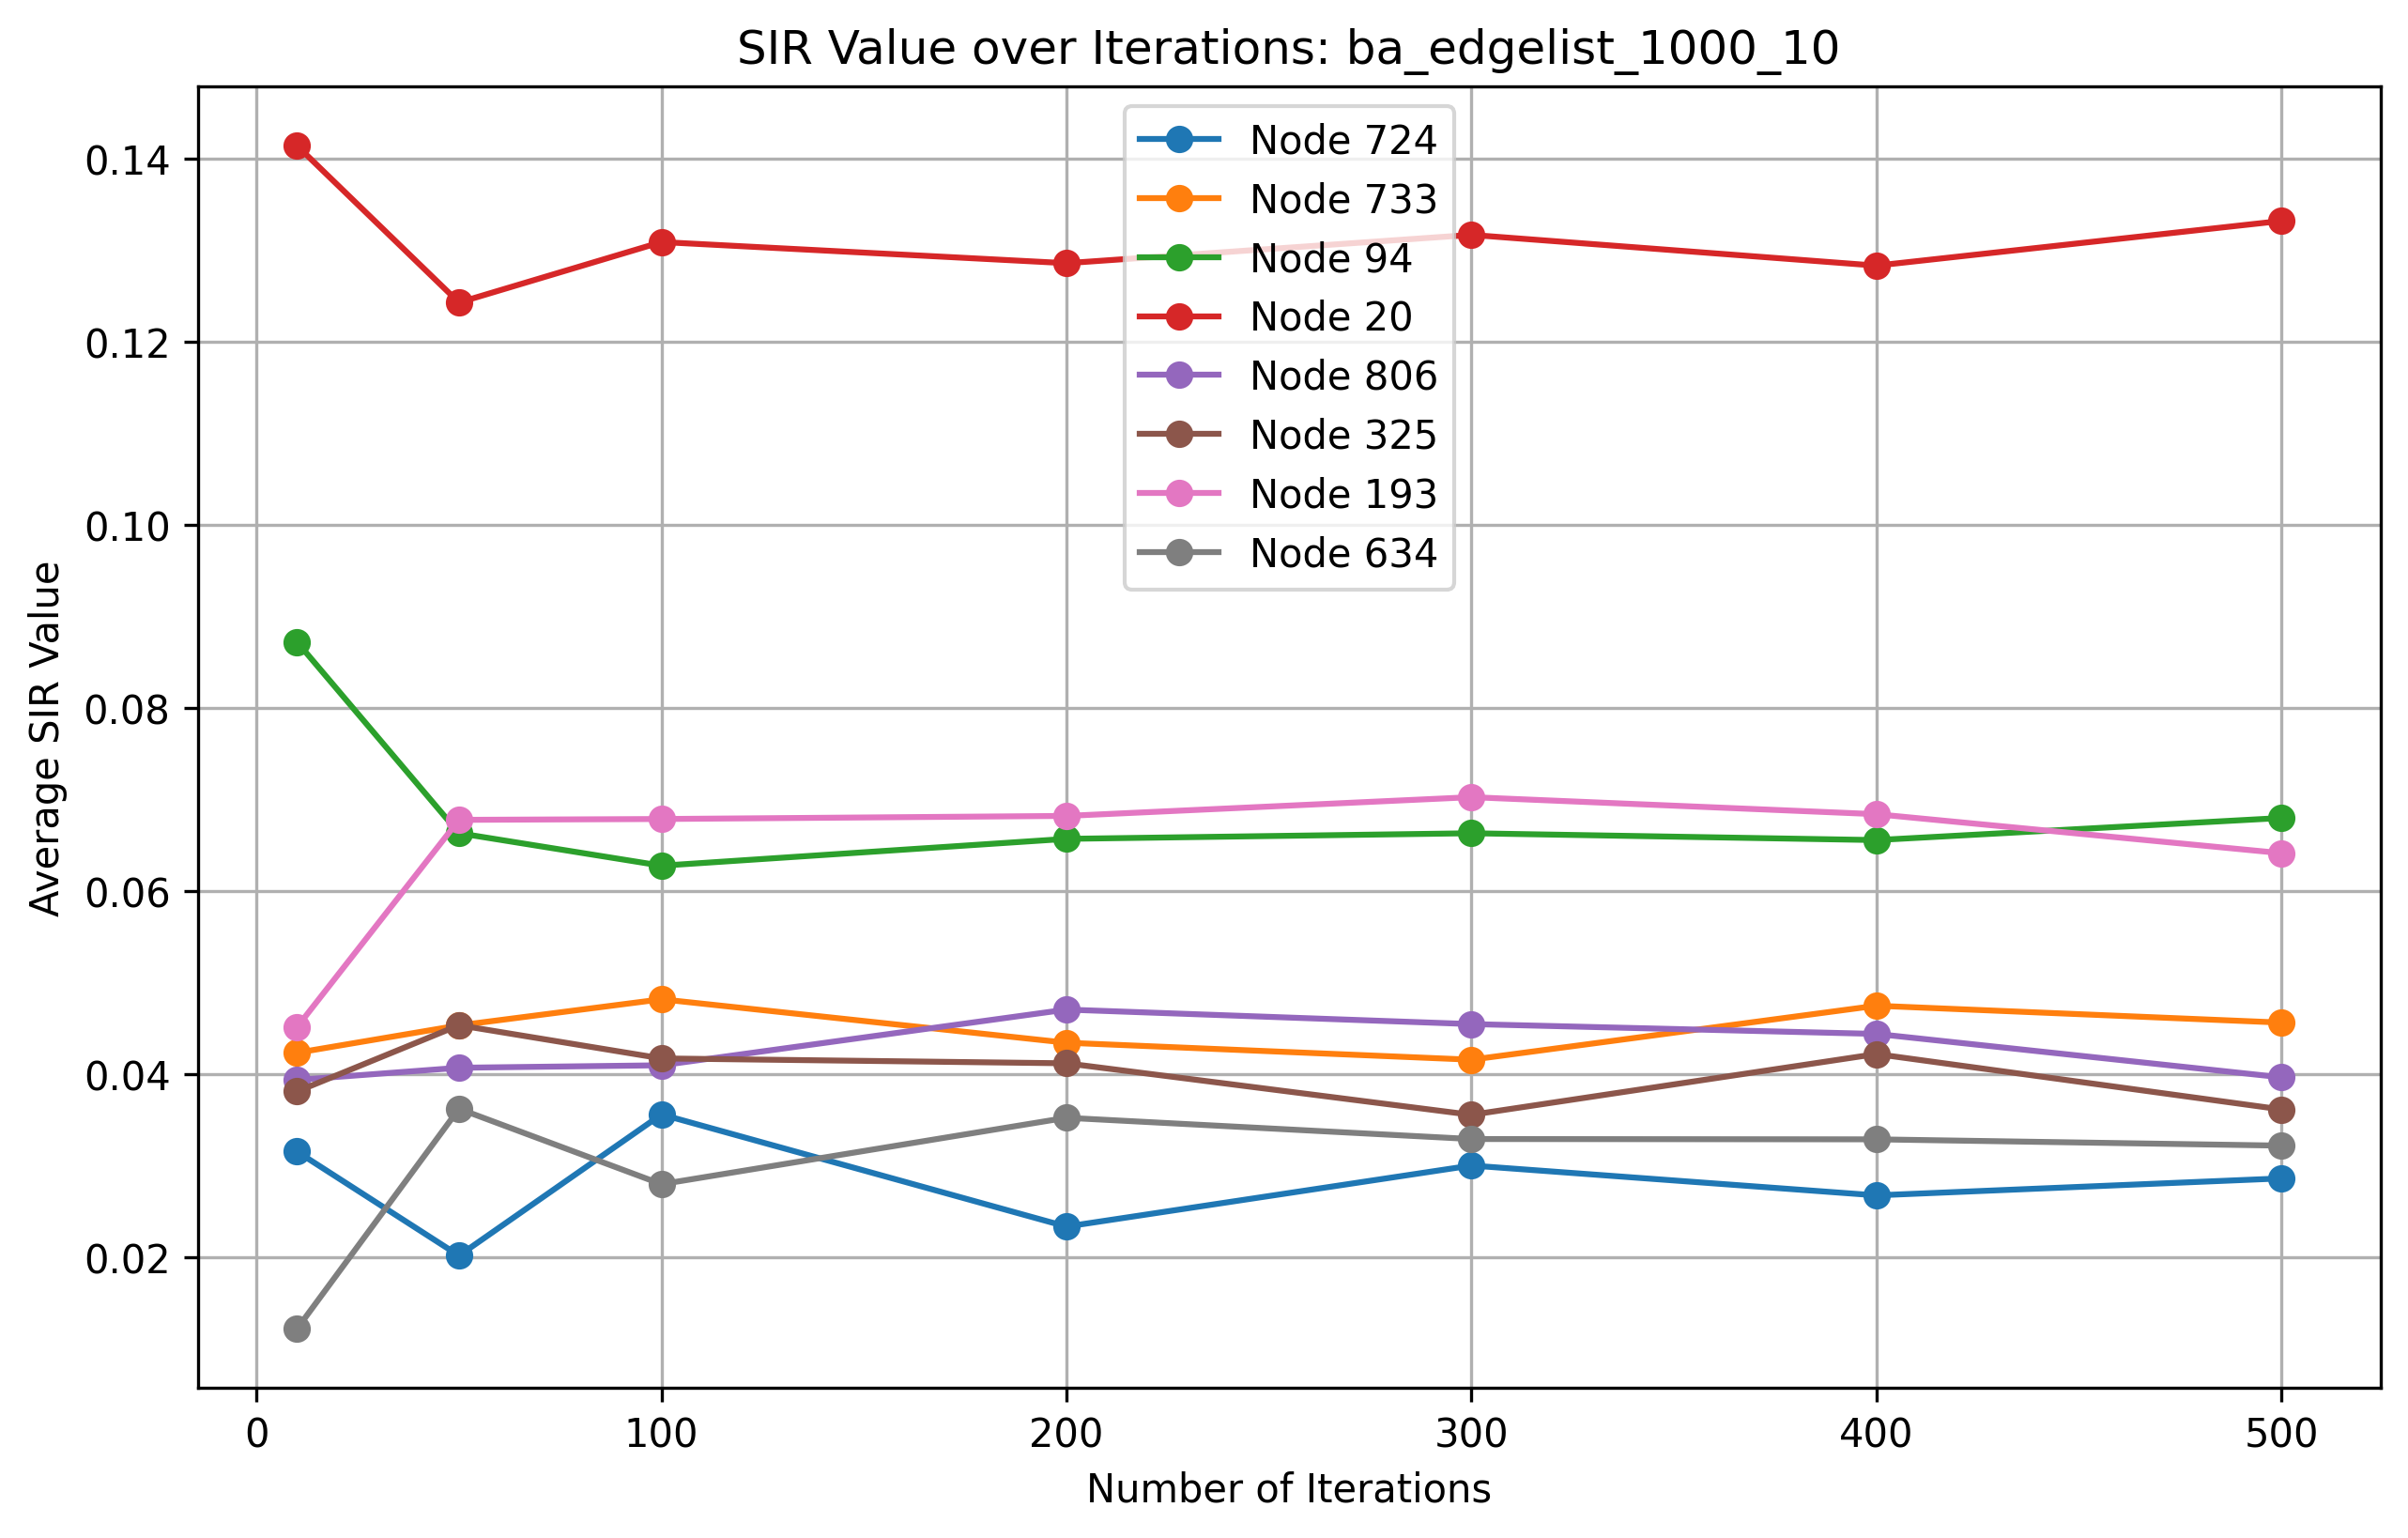 SIR Value over Iterations: ba_edgelist_1000_10
Node 724
Node 733
Node 94
Node 20
Node 806
Node 325
Node 193
Node 634
Average SIR Value
0.14
0.12
0.10
0.08
0.06
0.04
0.02
0 100 200 300 400 500
Number of Iterations